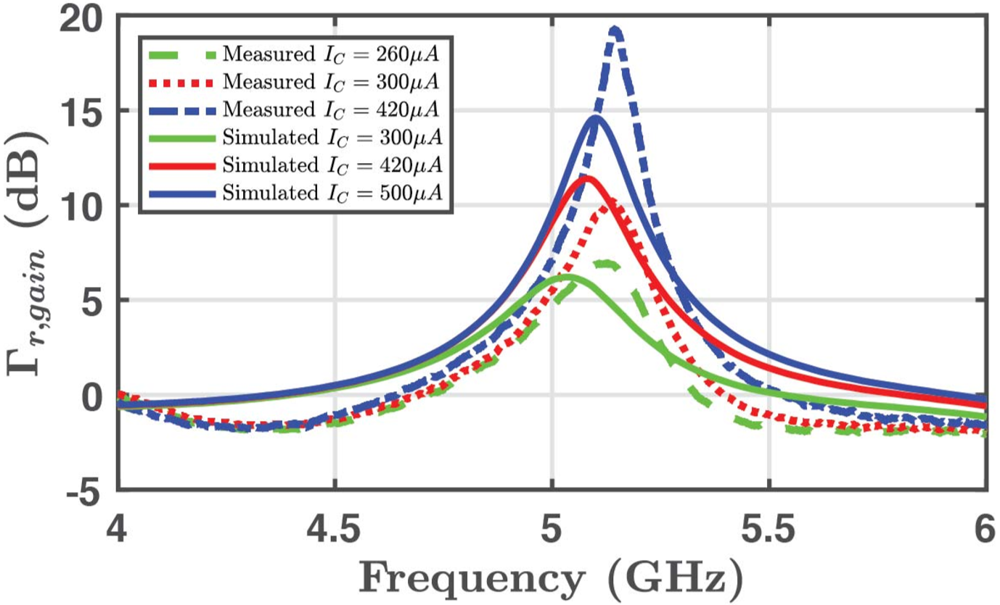 20
15
10
5
0
-5
Γr,gain (dB)
Measured IC = 260μA
Measured IC = 300μA
Measured IC = 420μA
Simulated IC = 300μA
Simulated IC = 420μA
Simulated IC = 500μA
4 4.5 5 5.5 6
Frequency (GHz)